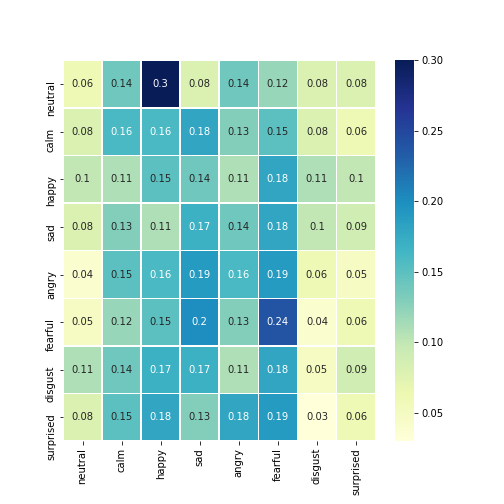 neutral 0.06 0.14 0.3 0.08 0.14 0.12 0.08 0.08
calm 0.08 0.16 0.16 0.18 0.13 0.15 0.08 0.06
happy 0.1 0.11 0.15 0.14 0.11 0.18 0.11 0.1
sad 0.08 0.13 0.11 0.17 0.14 0.18 0.1 0.09
angry 0.04 0.15 0.16 0.19 0.16 0.19 0.06 0.05
fearful 0.05 0.12 0.15 0.2 0.13 0.24 0.04 0.06
disgust 0.11 0.14 0.17 0.17 0.11 0.18 0.05 0.09
surprised 0.08 0.15 0.18 0.13 0.18 0.19 0.03 0.06
neutral calm happy sad angry fearful disgust surprised
0.30
0.25
0.20
0.15
0.10
0.05